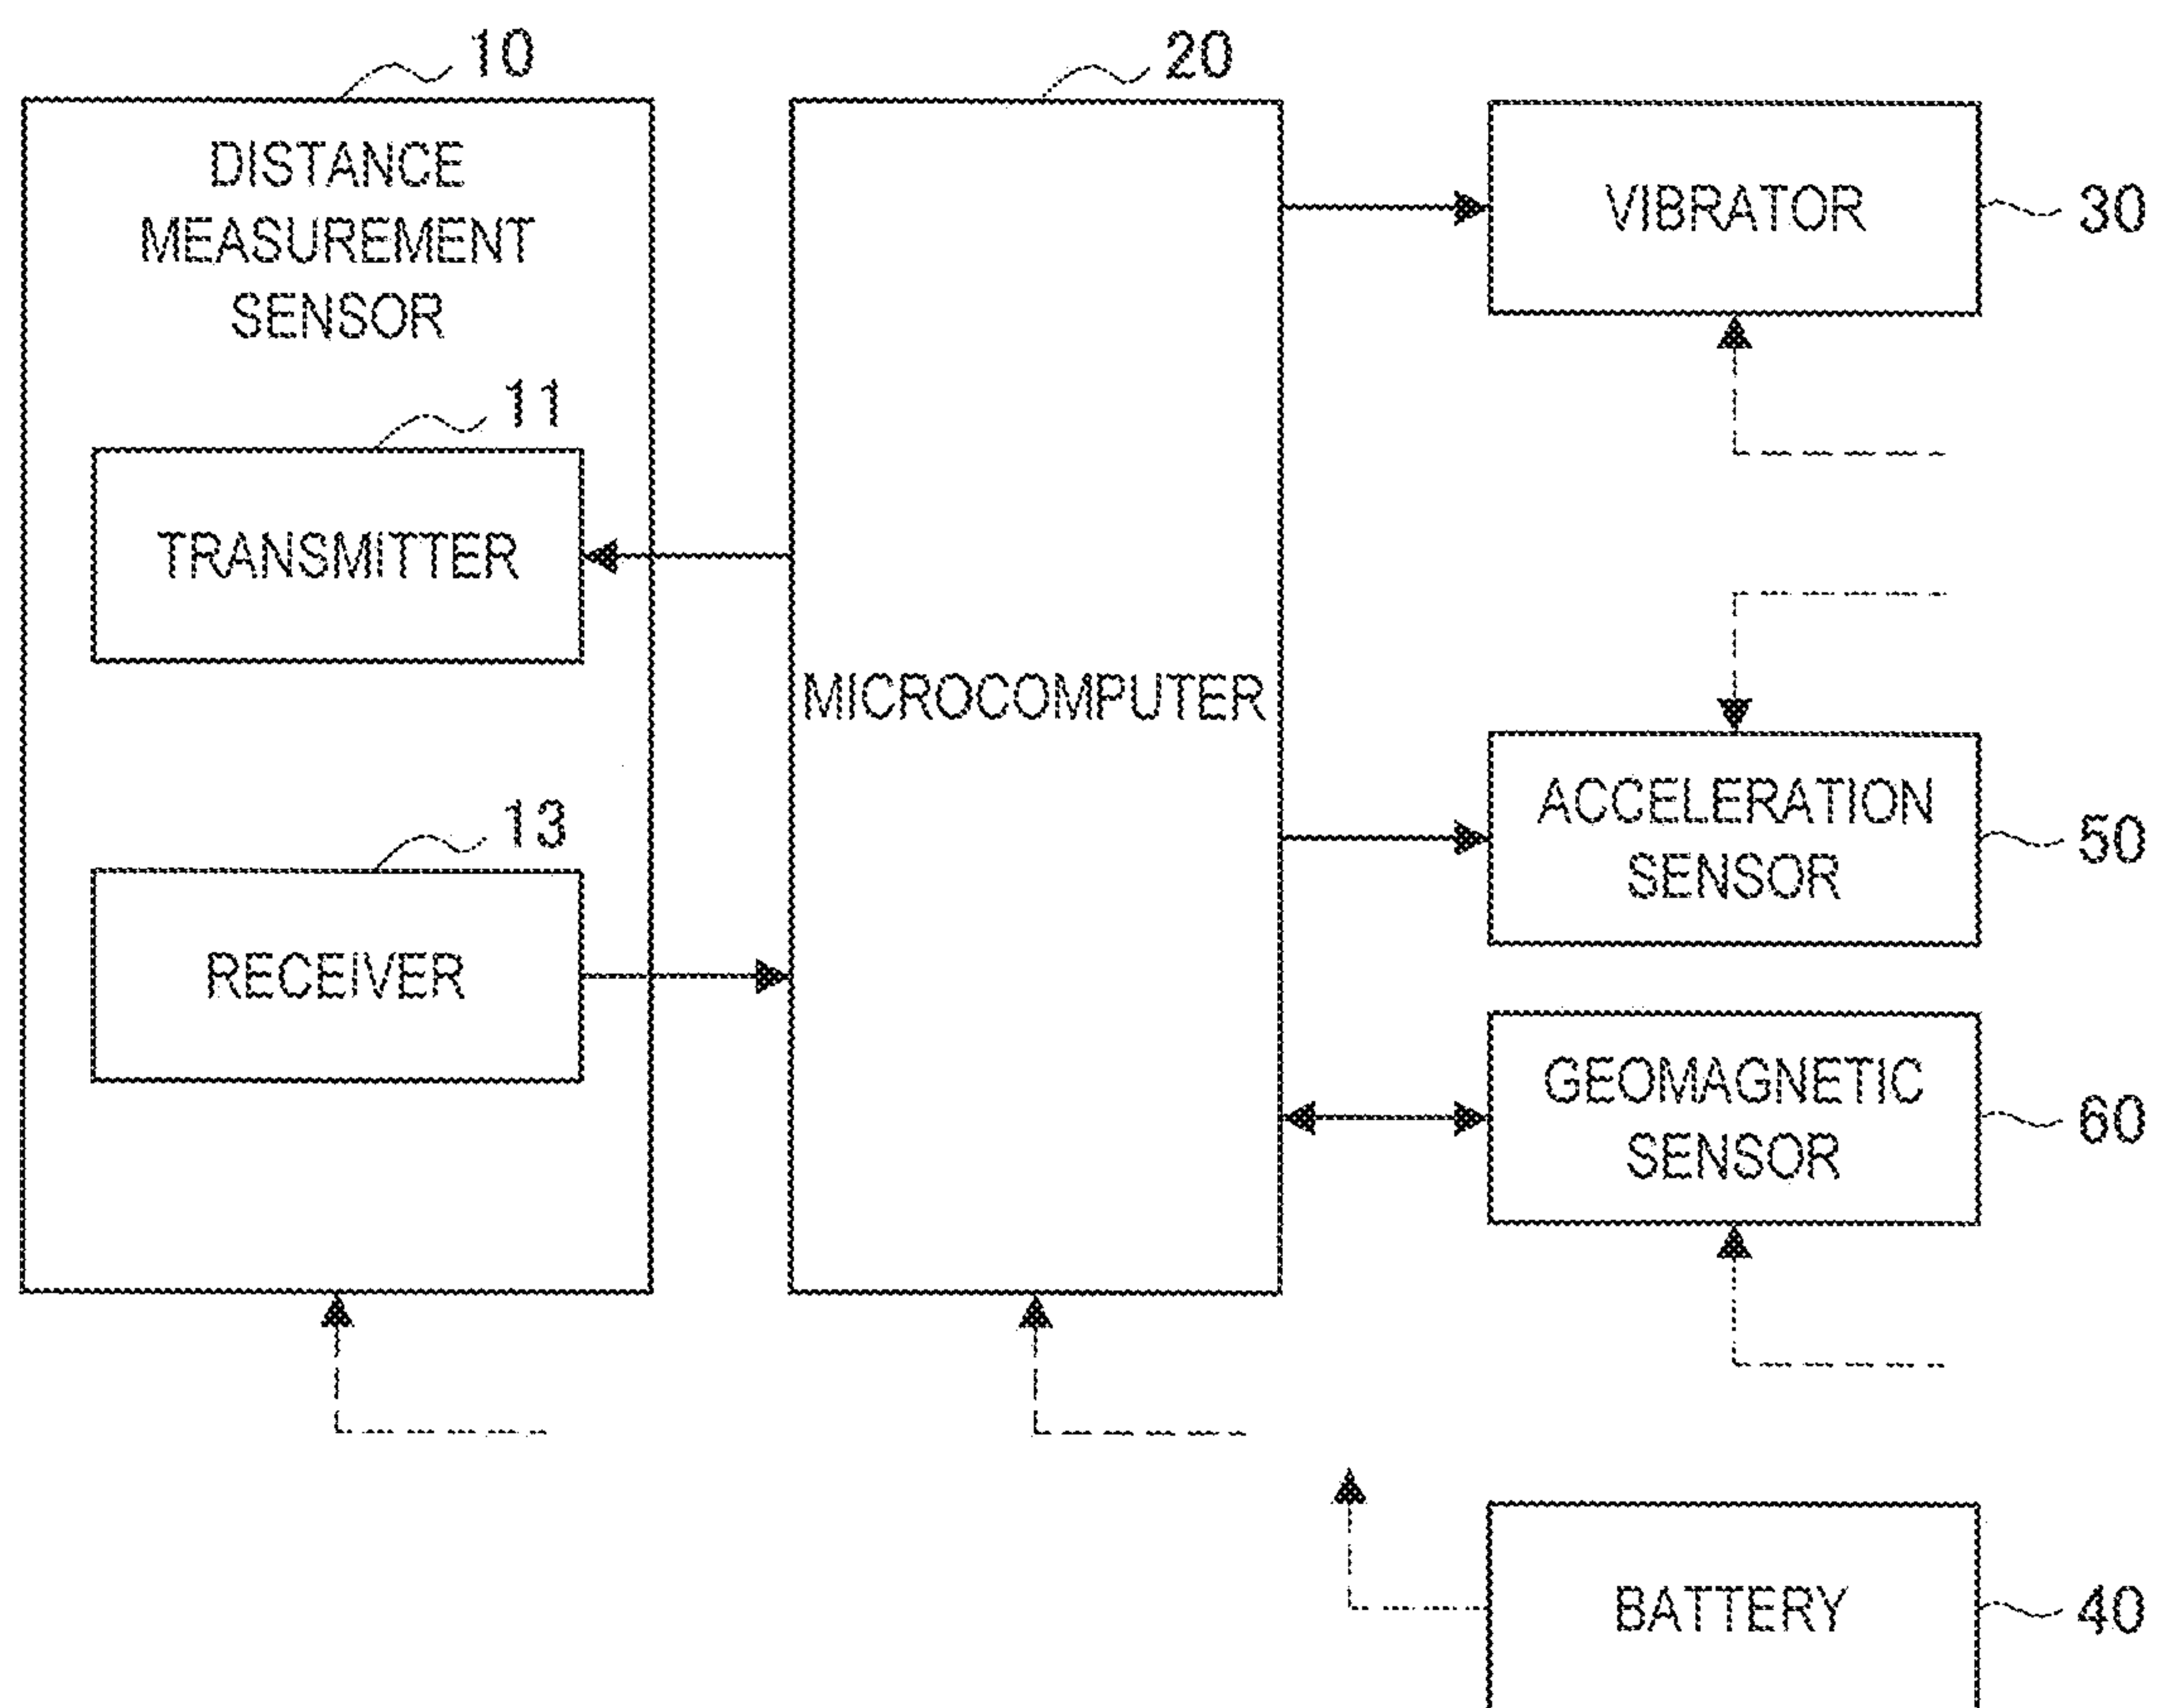 10
DISTANCE
MEASUREMENT
SENSOR
11
TRANSMITTER
13
RECEIVER
20
MICROCOMPUTER
VIBRATOR
30
ACCELERATION
SENSOR
50
GEOMAGNETIC
SENSOR
60
BATTERY
40